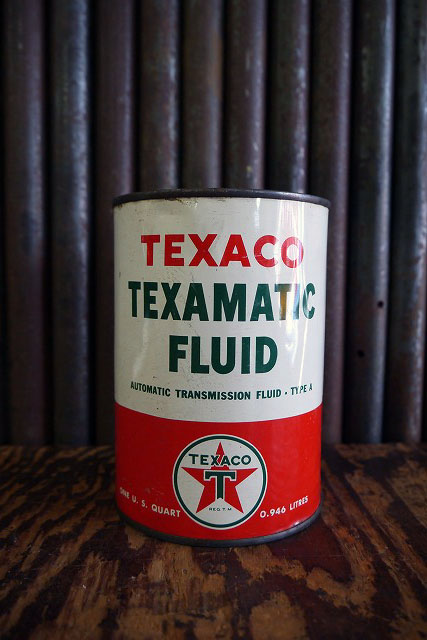 TEXACO
TEXAMATIC
FLUID
AUTOMATIC TRANSMISSION FLUID - TYPE A
TEXACO
T
REG. T. M.
ONE U. S. QUART
0.946 LITRES